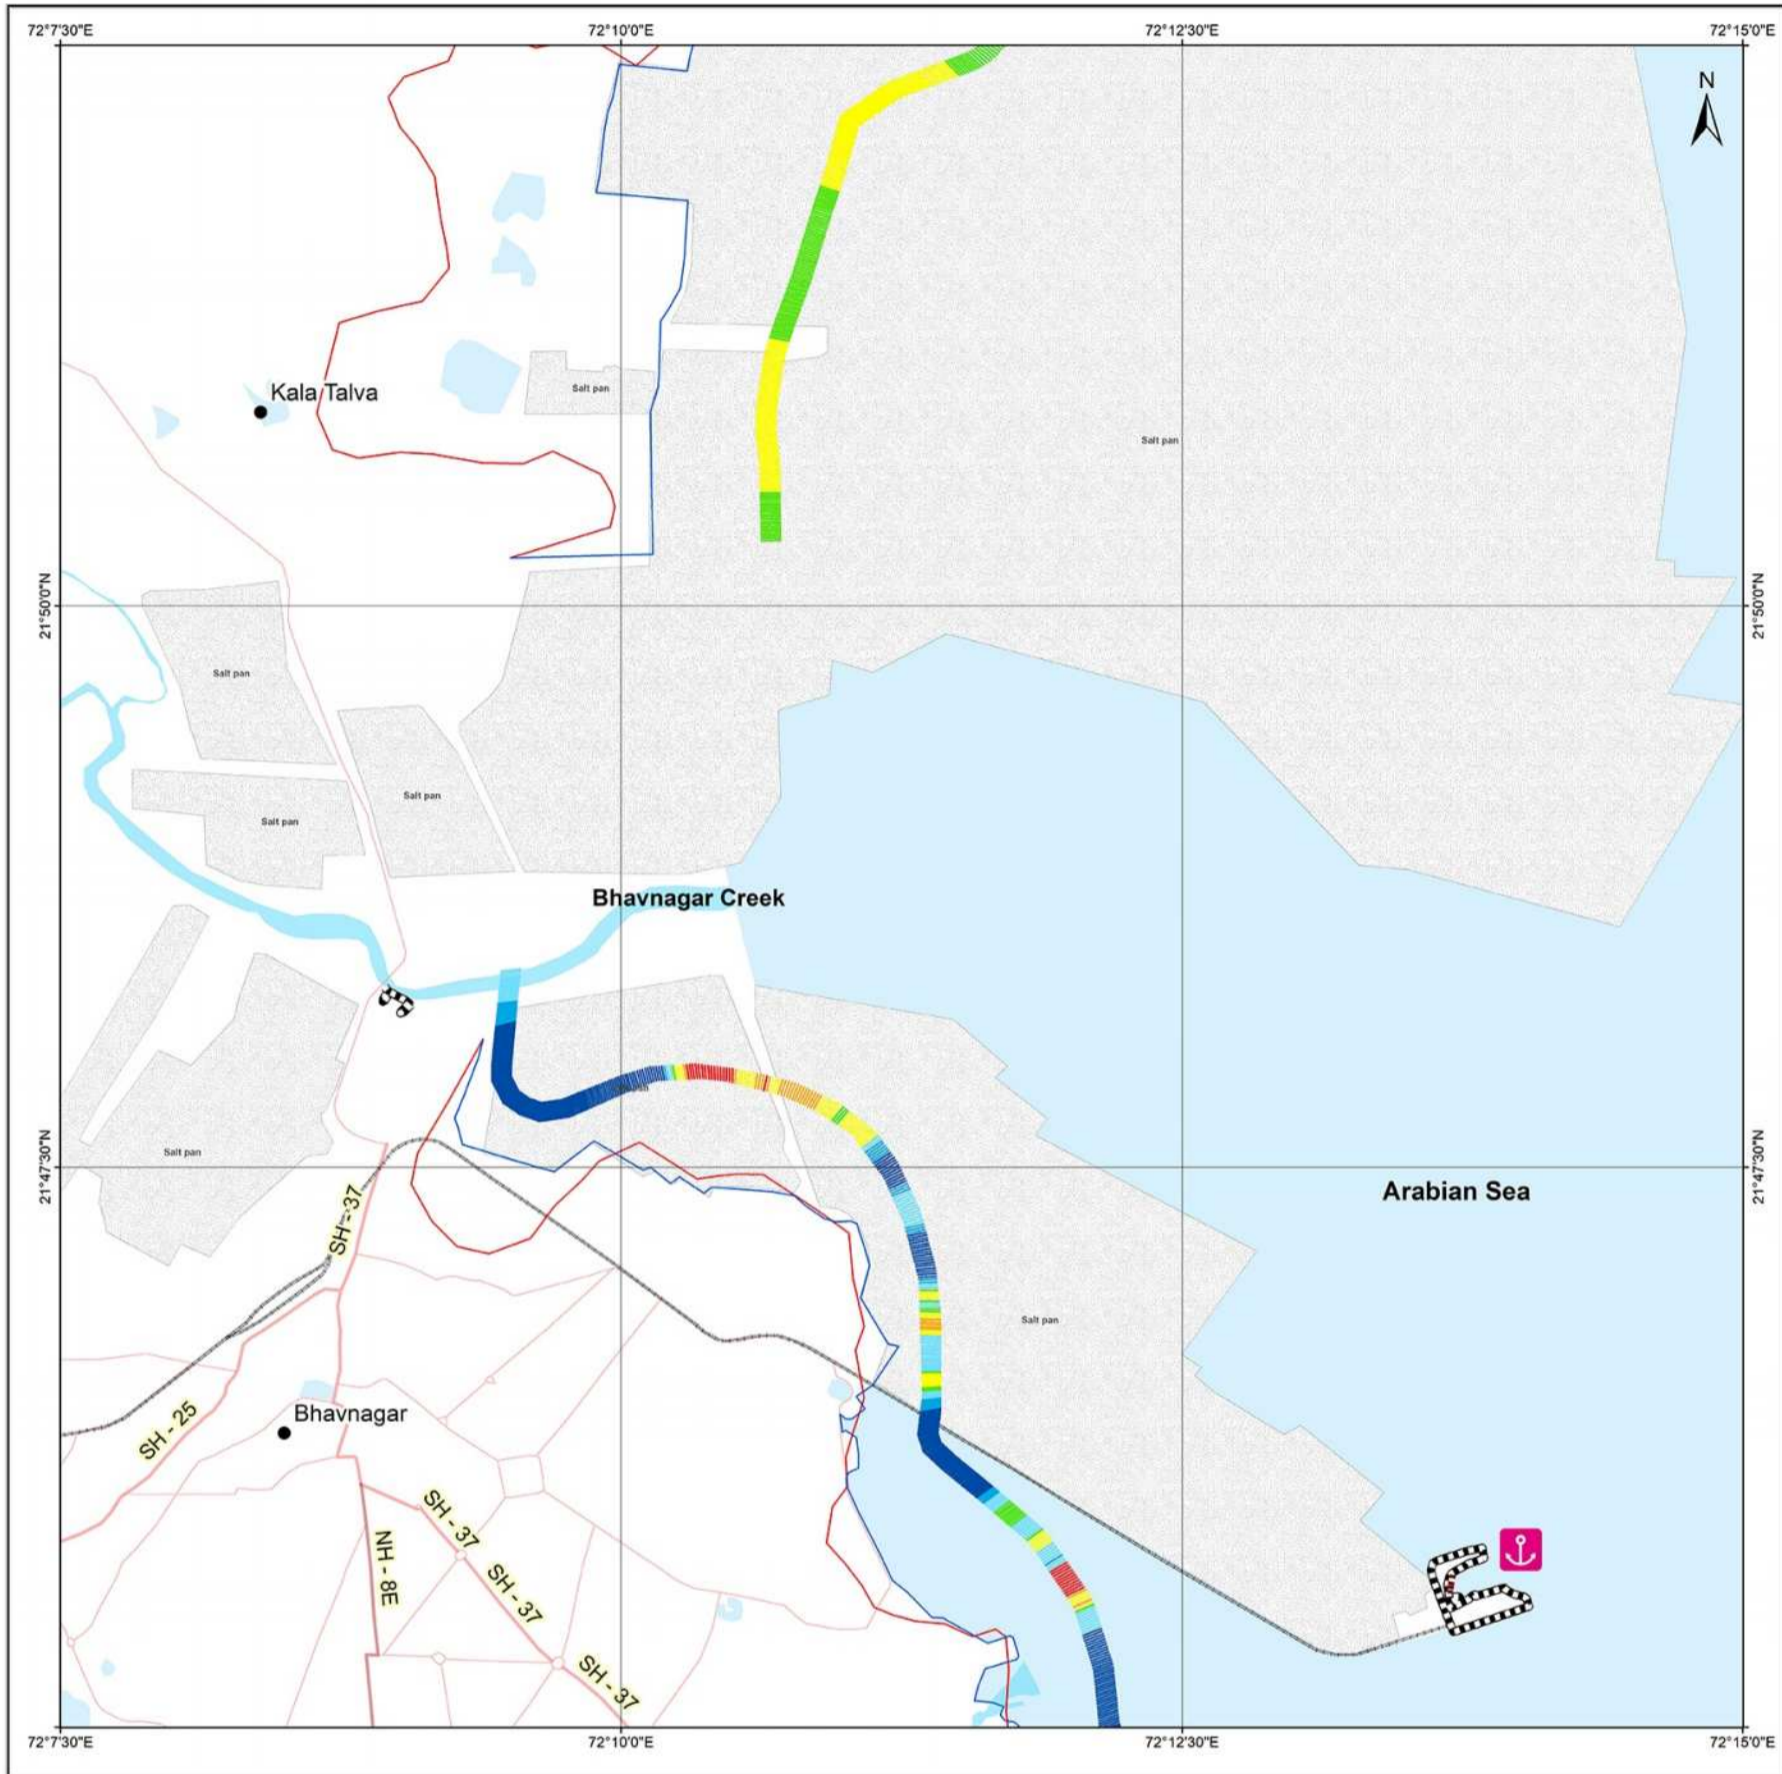 72°7'30"E
72°10'0"E
72°12'30"E
72°15'0"E
N
Kala Talva
Salt pan
Salt pan
21°50'0"N
21°50'0"N
Salt pan
Salt pan
Salt pan
Bhavnagar Creek
Salt pan
21°47'30"N
21°47'30"N
Arabian Sea
SH - 37
Salt pan
Bhavnagar
SH - 25
SH - 37
NH - 8E
SH - 37
SH - 37
72°7'30"E
72°10'0"E
72°12'30"E
72°15'0"E